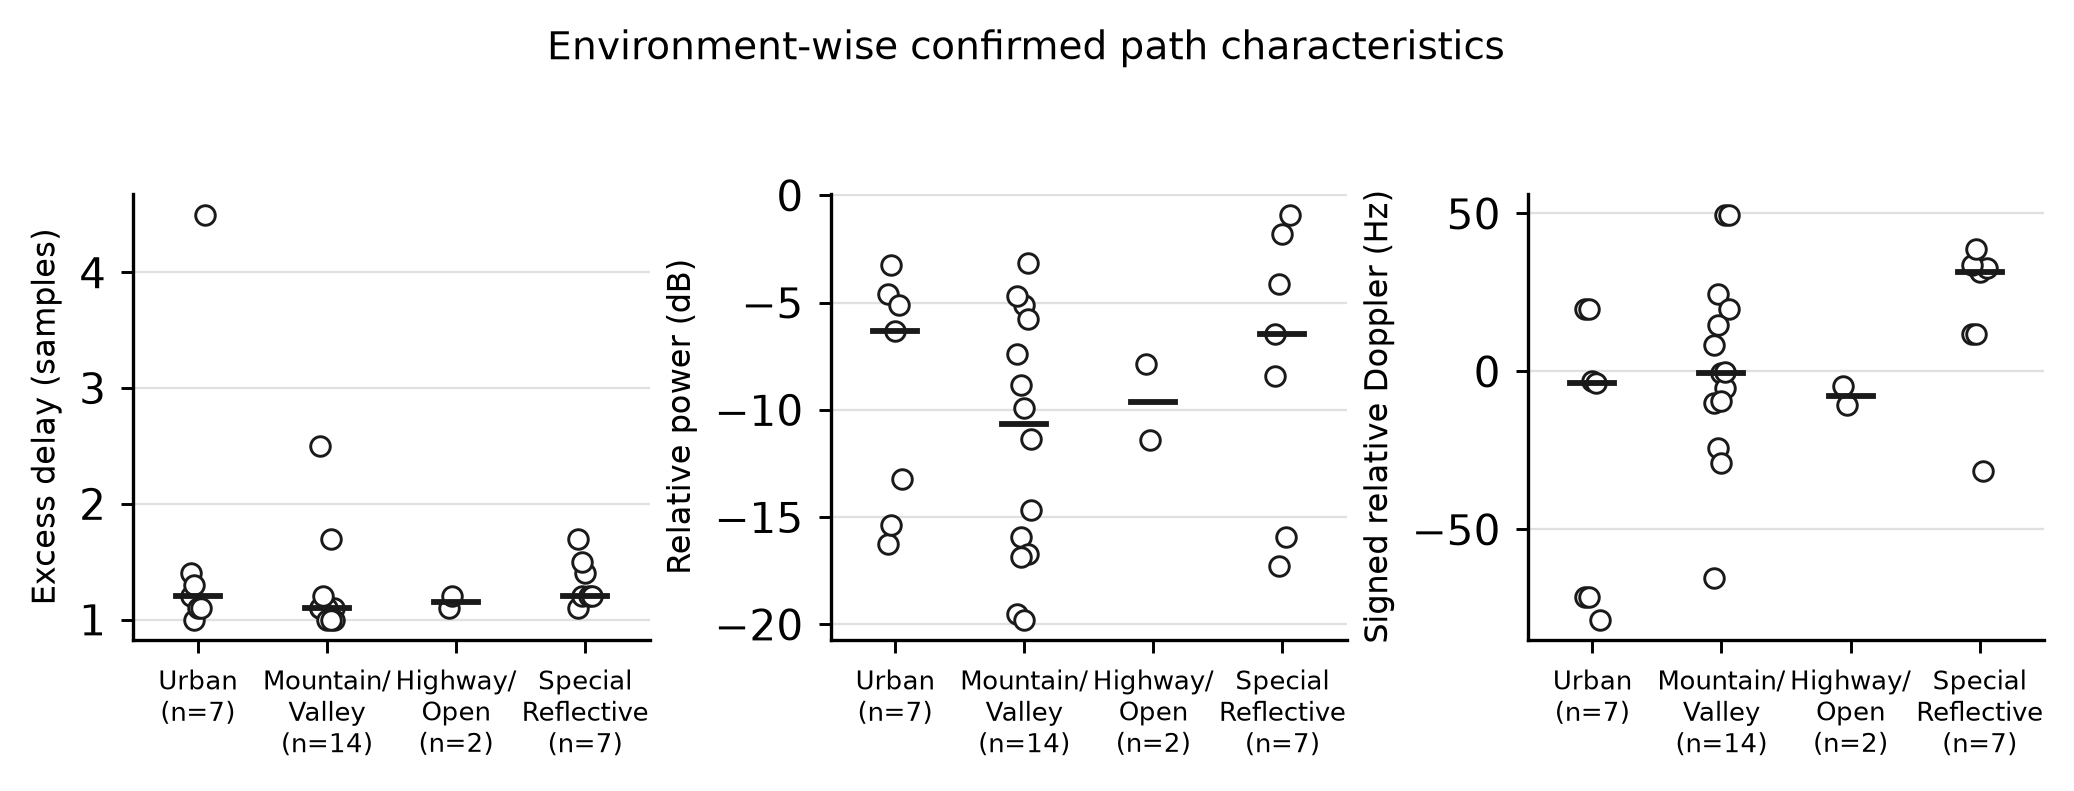 Environment-wise confirmed path characteristics
Excess delay (samples)
4
3
2
1
Urban
(n=7)
Mountain/
Valley
(n=14)
Highway/
Open
(n=2)
Special
Reflective
(n=7)
Relative power (dB)
0
−5
−10
−15
−20
Urban
(n=7)
Mountain/
Valley
(n=14)
Highway/
Open
(n=2)
Special
Reflective
(n=7)
Signed relative Doppler (Hz)
50
0
−50
Urban
(n=7)
Mountain/
Valley
(n=14)
Highway/
Open
(n=2)
Special
Reflective
(n=7)